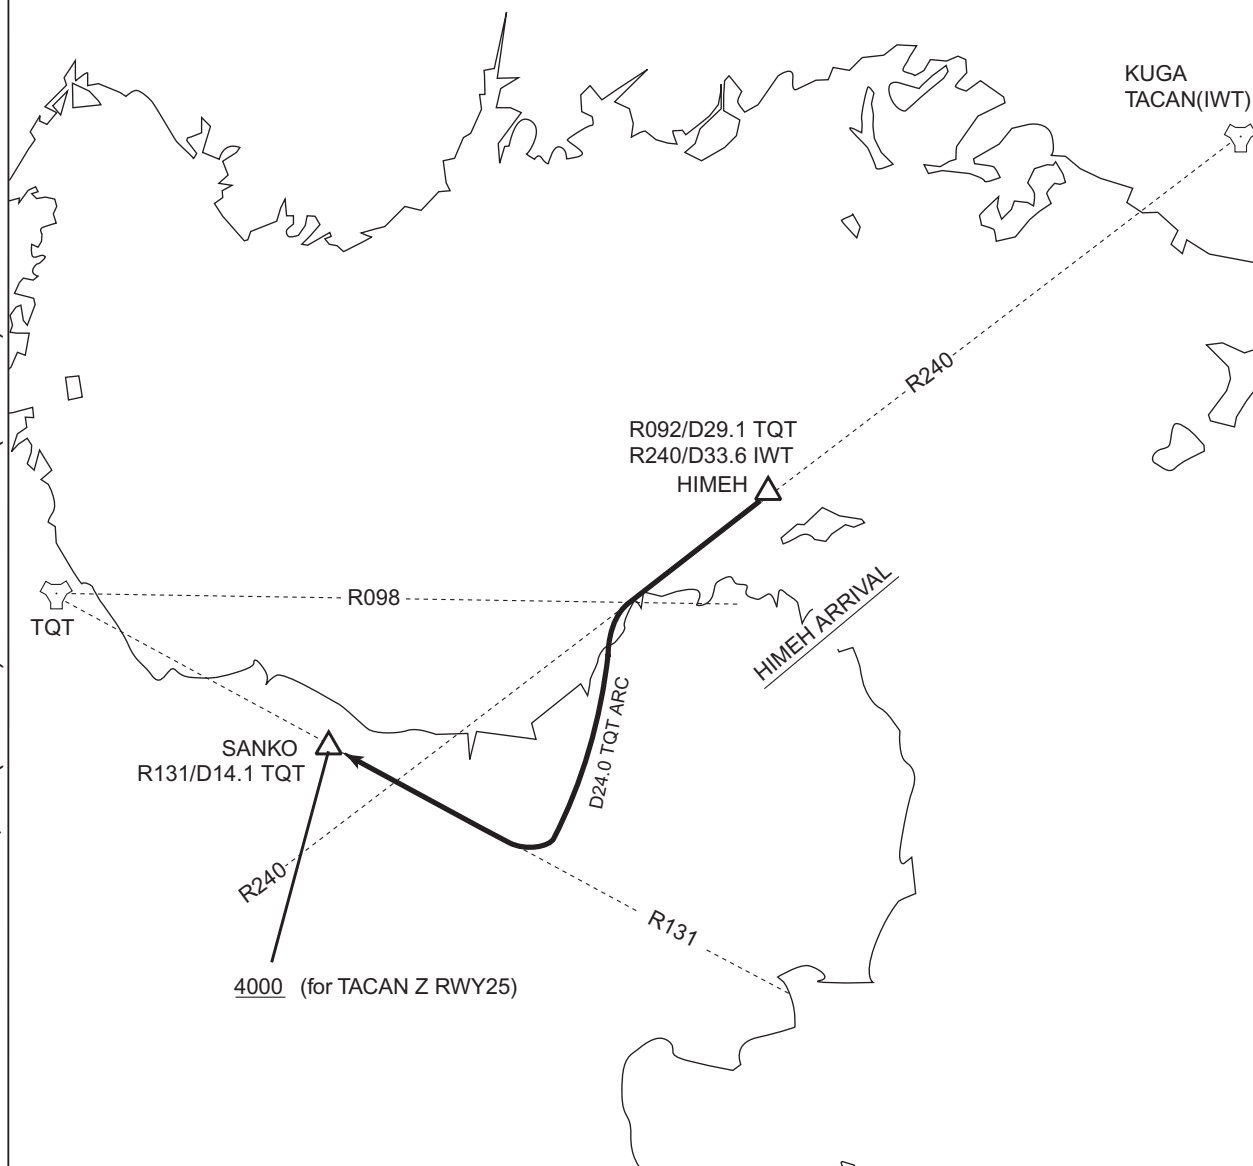 KUGA
TACAN(IWT)
R240
R092/D29.1 TQT
R240/D33.6 IWT
HIMEH
R098
TQT
HIMEH ARRIVAL
D24.0 TQT ARC
SANKO
R131/D14.1 TQT
R240
R131
4000 (for TACAN Z RWY25)